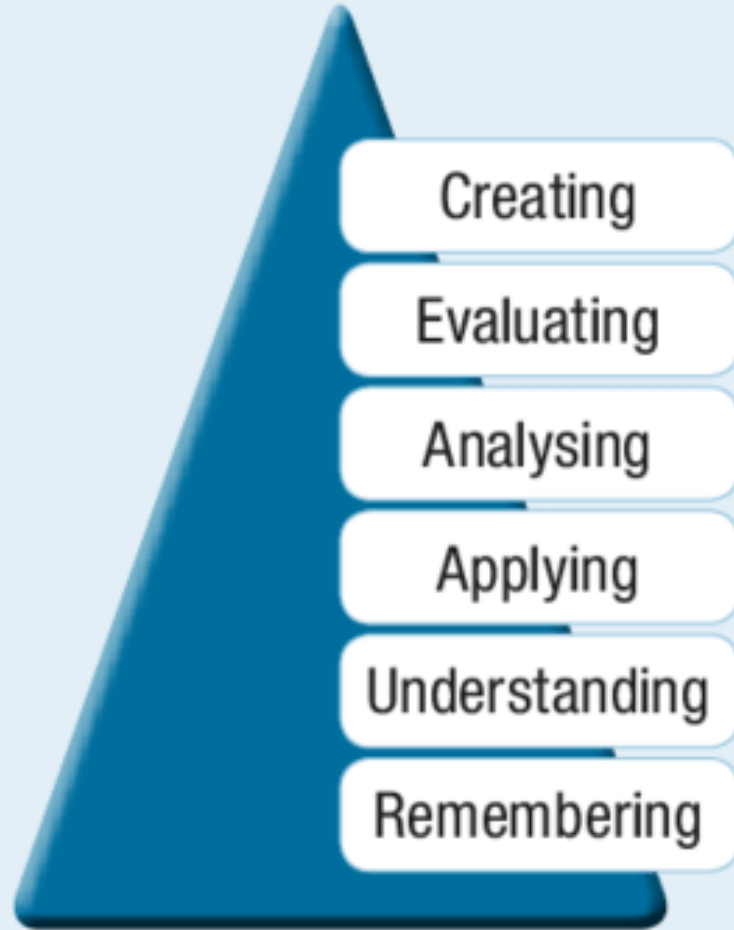 Creating
Evaluating
Analysing
Applying
Understanding
Remembering